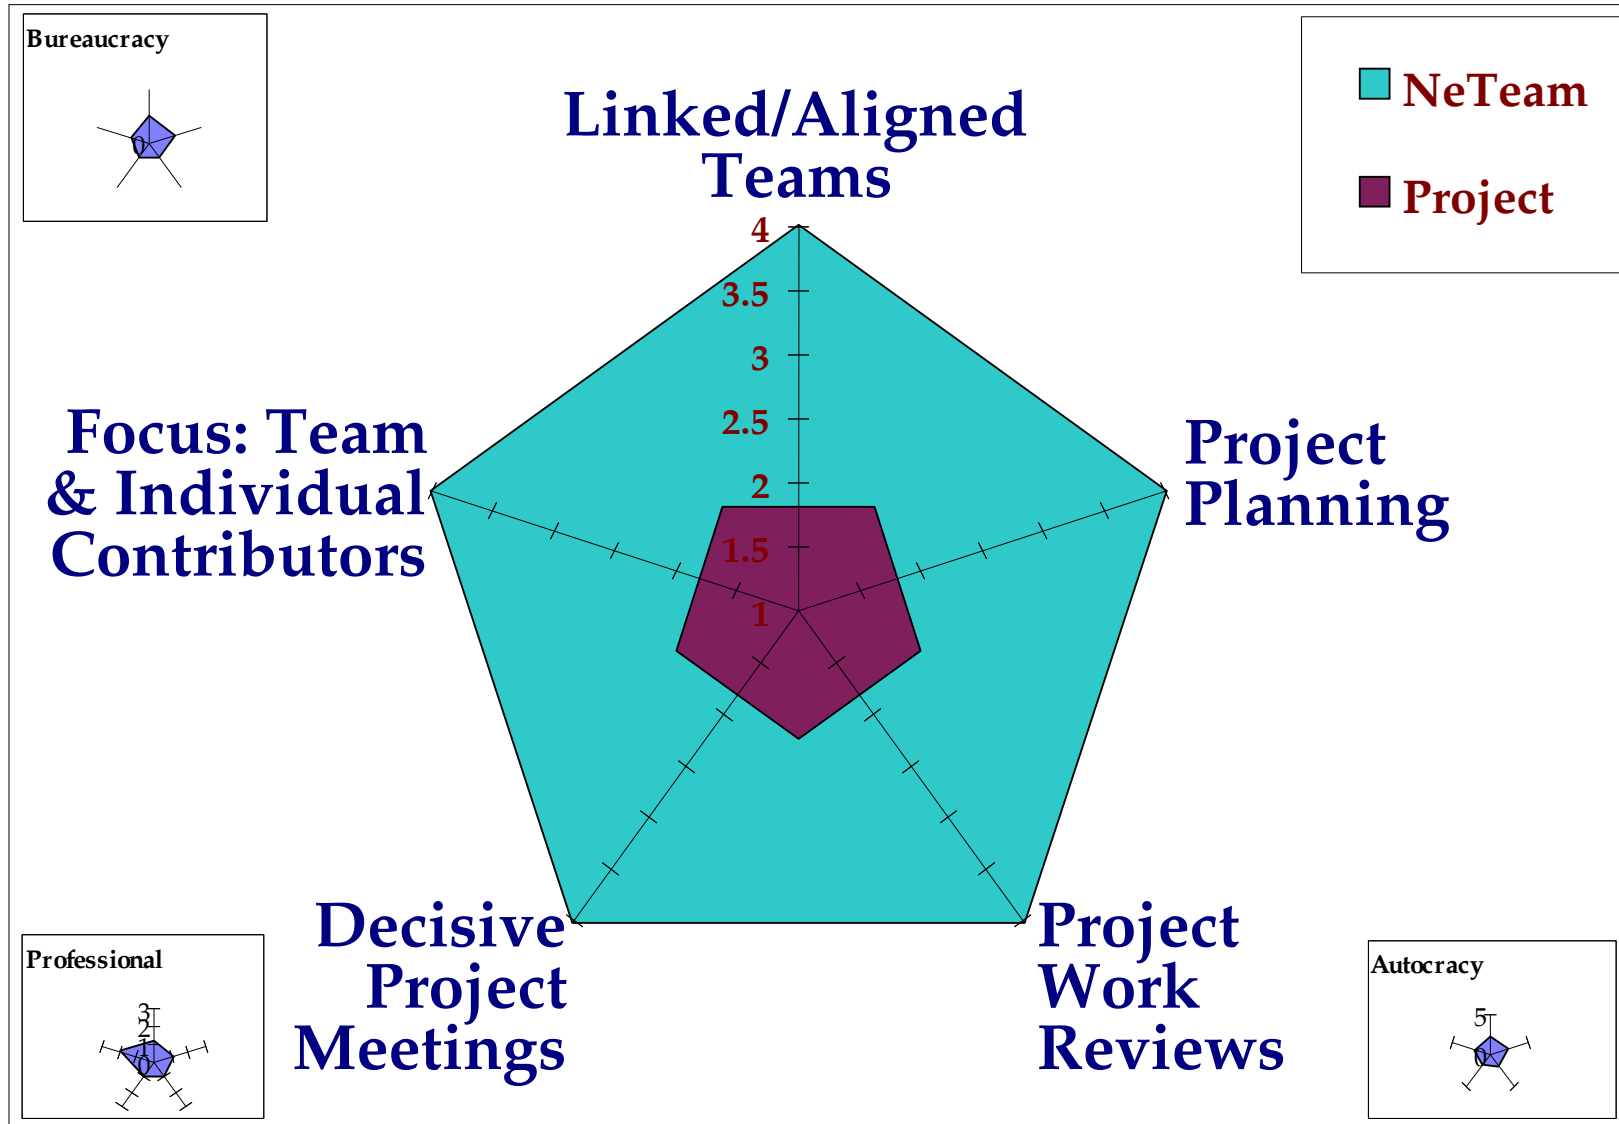 Bureaucracy
0
NeTeam
Project
Linked/Aligned
Teams
4
3.5
3
2.5
2
1.5
1
Focus: Team
& Individual
Contributors
Project
Planning
Decisive
Project
Meetings
Project
Work
Reviews
Professional
3
2
1
0
Autocracy
5
0